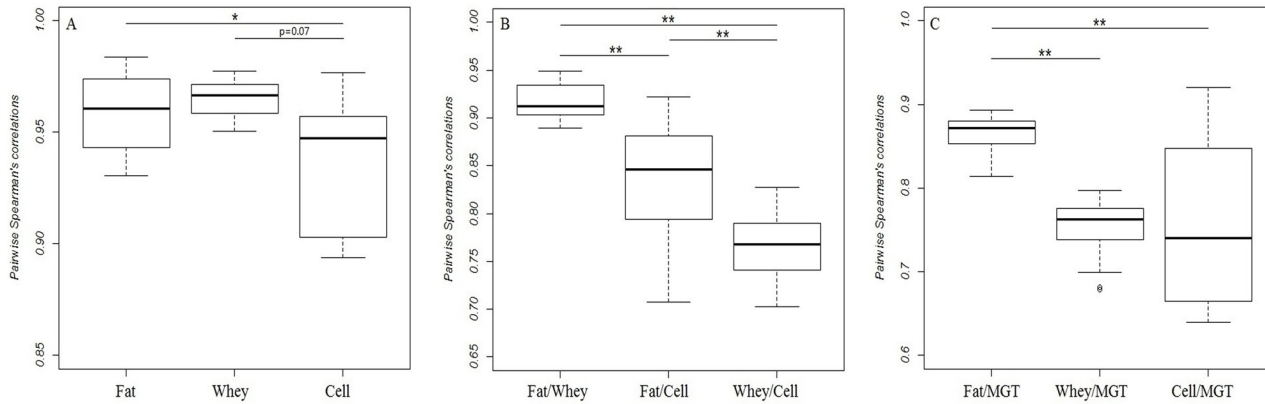 A
*
p=0.07
1.00
0.95
0.90
0.85
Pairwise Spearman's correlations
Fat Whey Cell
B
**
**
**
1.00
0.95
0.90
0.85
0.80
0.75
0.70
0.65
Pairwise Spearman's correlations
Fat/Whey Fat/Cell Whey/Cell
C
**
**
1.0
0.9
0.8
0.7
0.6
Pairwise Spearman's correlations
Fat/MGT Whey/MGT Cell/MGT